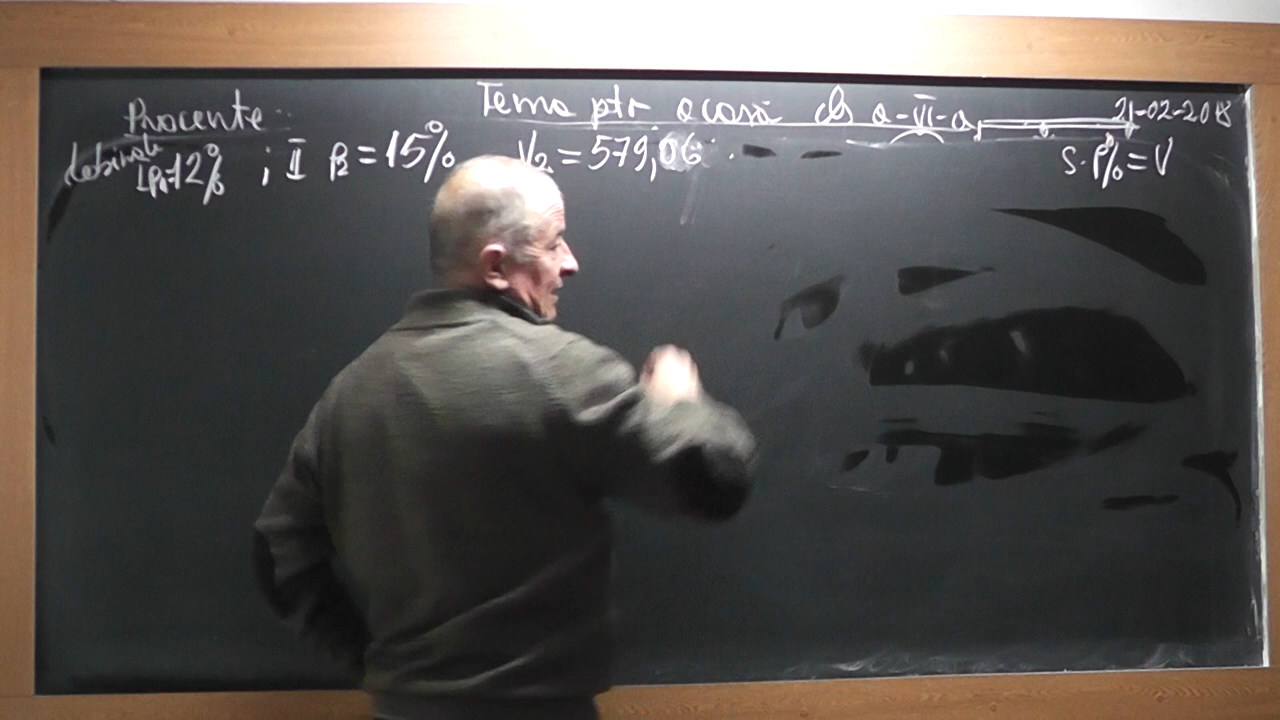 Procente Tema ptr acasă cls a-VI-a, 21-02-2018
I p₁=12% ; II p₂=15% V₂=579,06 S·P%=V